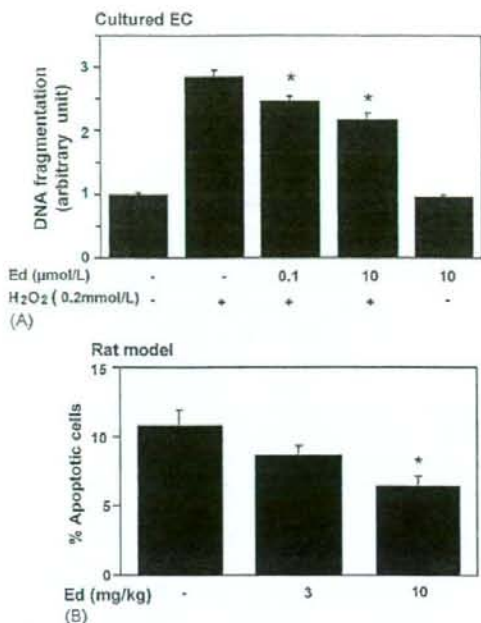 Cultured EC
DNA fragmentation
(arbitrary unit)
3
2
1
0
*
*
Ed (μmol/L) - - 0.1 10 10
H₂O₂ ( 0.2mmol/L) - + + + -
(A)
Rat model
% Apoptotic cells
15
10
5
0
*
Ed (mg/kg) - 3 10
(B)